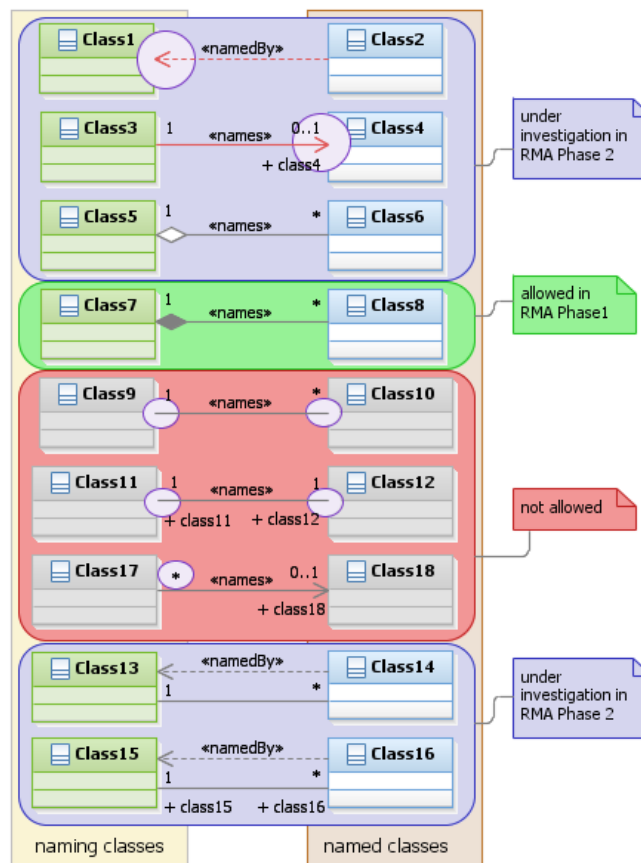 Class1
«namedBy»
Class2
Class3
1
«names»
0..1
Class4
+ class4
under
investigation in
RMA Phase 2
Class5
1
«names»
*
Class6
Class7
1
«names»
*
Class8
allowed in
RMA Phase1
Class9
1
«names»
*
Class10
Class11
1
«names»
1
Class12
+ class11
+ class12
not allowed
Class17
*
«names»
0..1
Class18
+ class18
Class13
«namedBy»
Class14
1
*
under
investigation in
RMA Phase 2
Class15
«namedBy»
Class16
1
*
+ class15
+ class16
naming classes
named classes